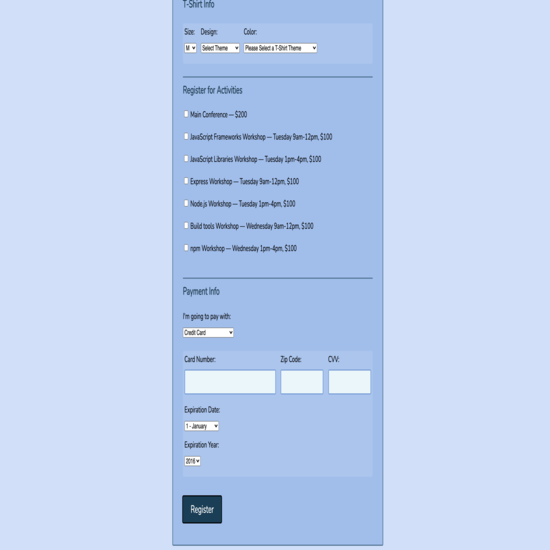 T-Shirt Info
Size: Design: Color:
M Select Theme Please Select a T-Shirt Theme
Register for Activities
Main Conference — $200
JavaScript Frameworks Workshop — Tuesday 9am-12pm, $100
JavaScript Libraries Workshop — Tuesday 1pm-4pm, $100
Express Workshop — Tuesday 9am-12pm, $100
Node.js Workshop — Tuesday 1pm-4pm, $100
Build tools Workshop — Wednesday 9am-12pm, $100
npm Workshop — Wednesday 1pm-4pm, $100
Payment Info
I'm going to pay with:
Credit Card
Card Number: Zip Code: CVV:
Expiration Date:
1 - January
Expiration Year:
2016
Register